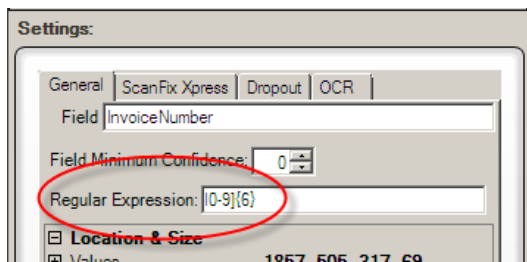 Settings:
General ScanFix Xpress Dropout OCR
Field InvoiceNumber
Field Minimum Confidence: 0
Regular Expression: [0-9]{6}
Location & Size
Values 1857, 505, 217, 69